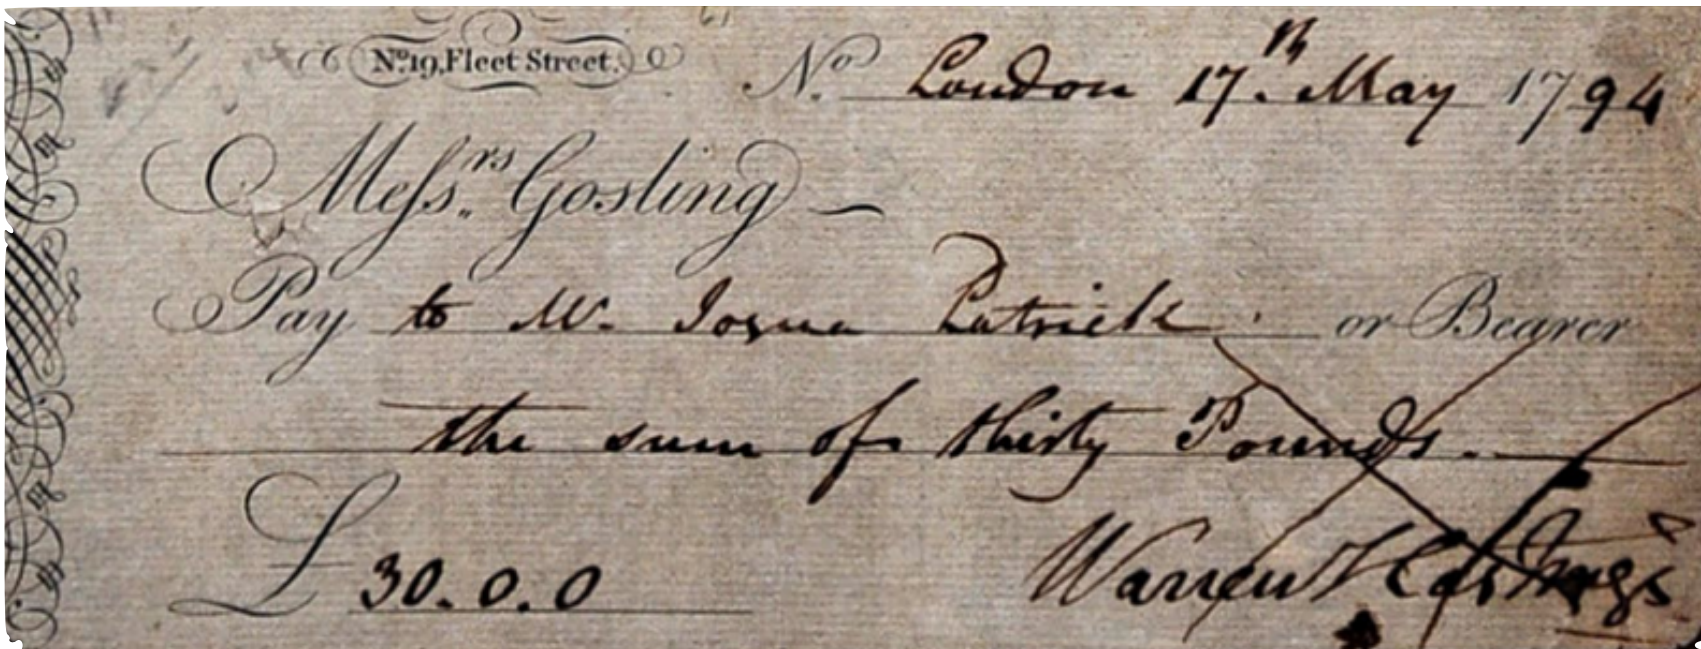 Nº 19, Fleet Street.
Nº London 17th May 1794
Meſsrs Gosling
Pay to Mr. Iosua Patrick or Bearer
the sum of thirty Pounds.
£ 30.0.0
Warren Hastings